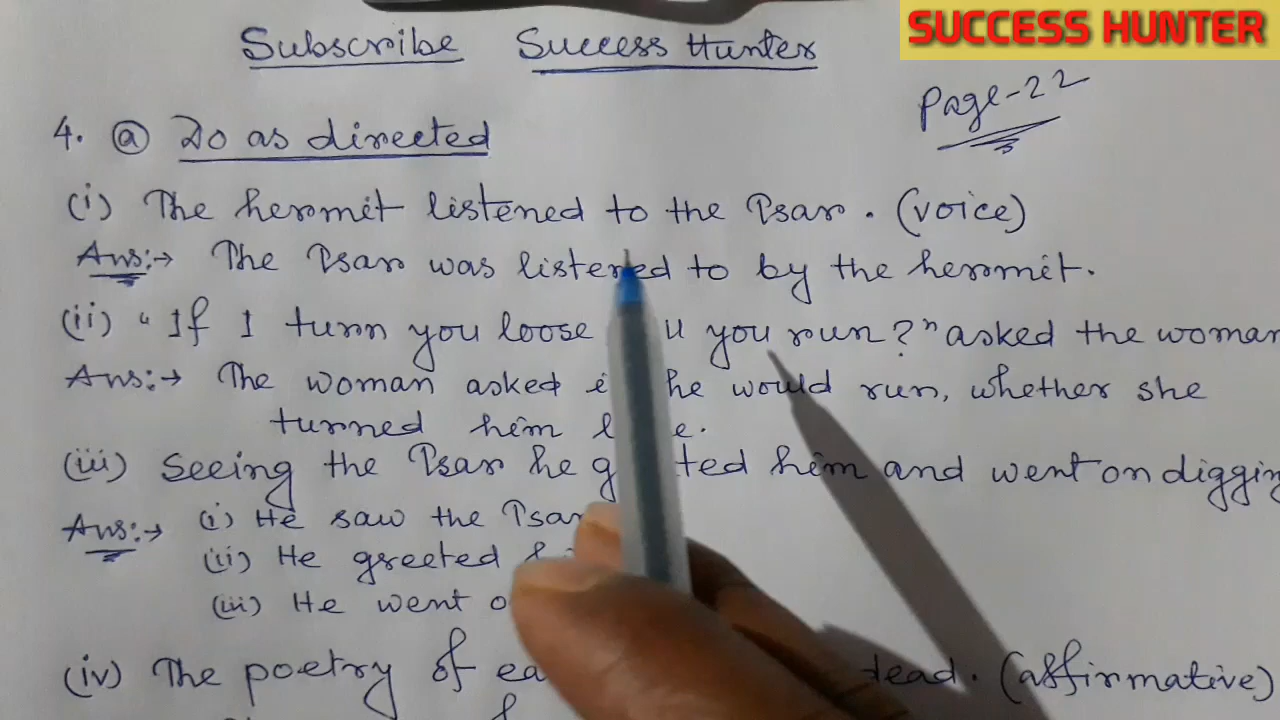 SUCCESS HUNTER
Subscribe Success Hunter
Page-22
4. (a) Do as directed
(i) The hermit listened to the Tsar. (voice)
Ans:→ The Tsar was listened to by the hermit.
(ii) "If I turn you loose you run?" asked the woman
Ans:→ The woman asked he would run, whether she
turned him
(iii) Seeing the Tsar he him and went on digging
Ans:→ (i) He saw the Tsar
(ii) He greeted
(iii) He went
(iv) The poetry of dead. (affirmative)